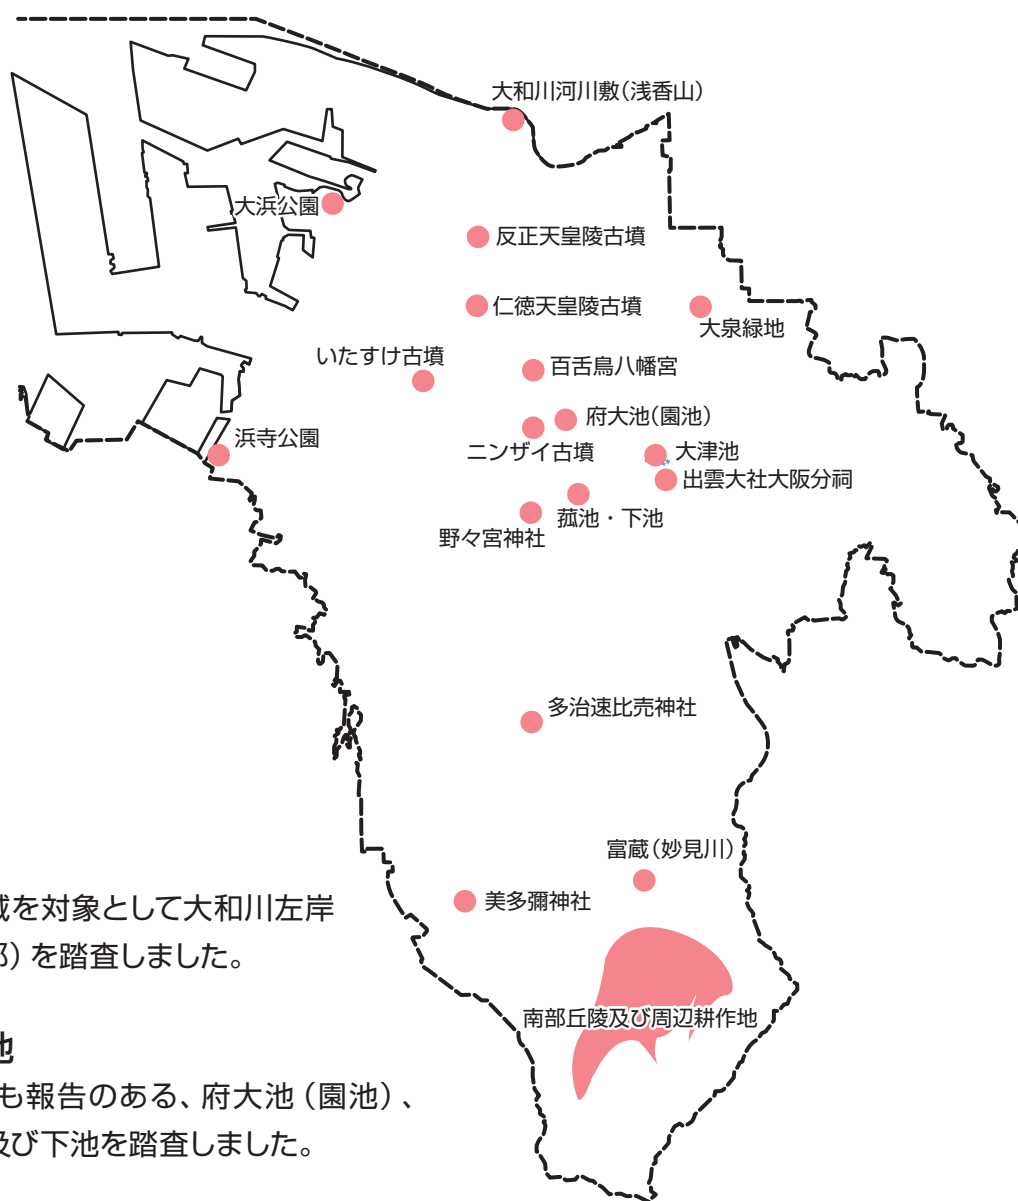 大和川河川敷(浅香山)
大浜公園
反正天皇陵古墳
仁徳天皇陵古墳
大泉緑地
いたすけ古墳
百舌鳥八幡宮
府大池(園池)
浜寺公園
ニンザイ古墳
大津池
出雲大社大阪分祠
菰池・下池
野々宮神社
多治速比売神社
富蔵(妙見川)
美多彌神社
域を対象として大和川左岸
部)を踏査しました。
南部丘陵及び周辺耕作地
池
も報告のある、府大池(園池)、
及び下池を踏査しました。